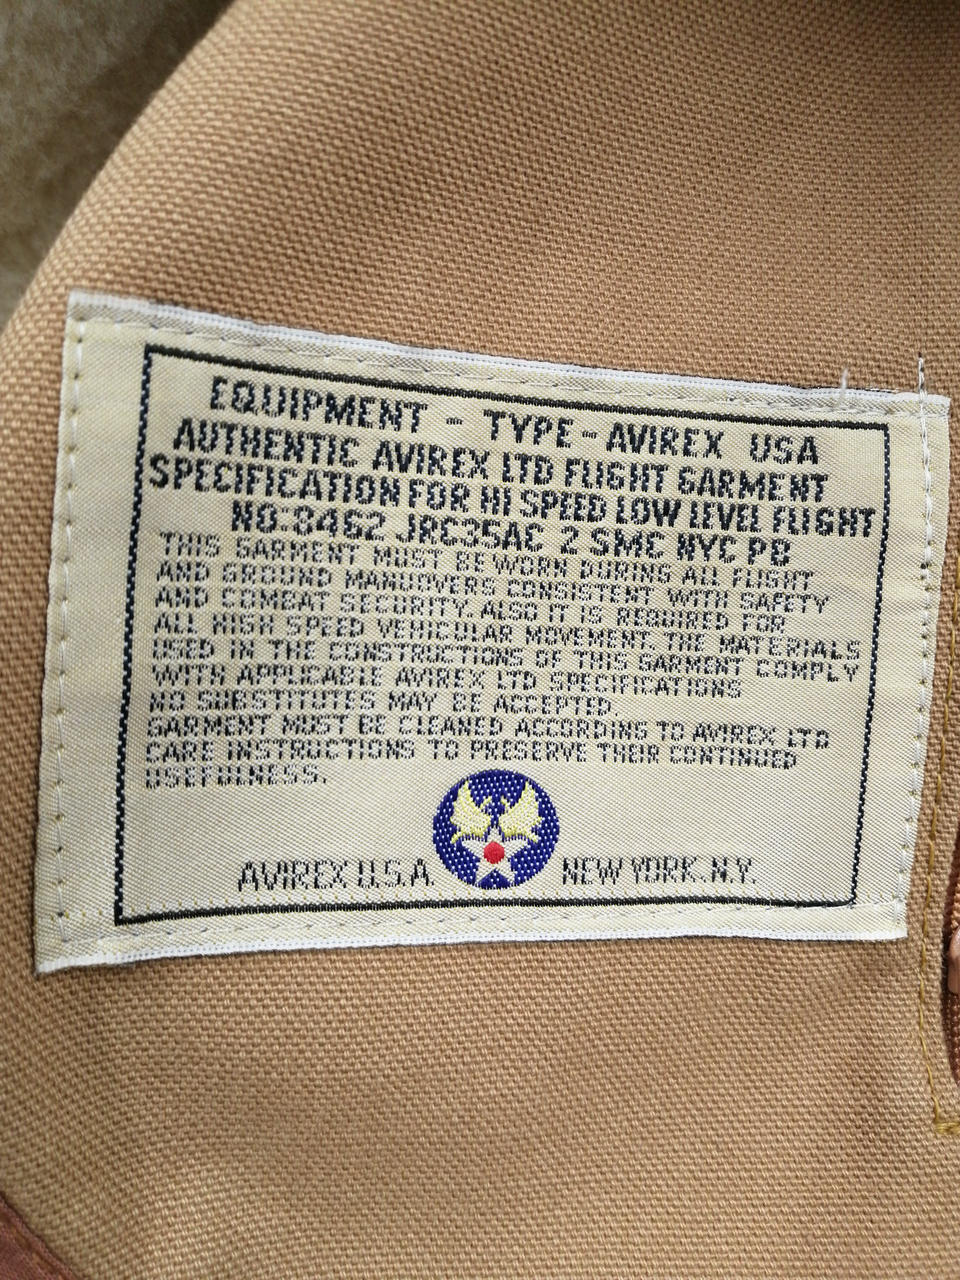 EQUIPMENT - TYPE - AVIREX USA
AUTHENTIC AVIREX LTD FLIGHT GARMENT
SPECIFICATION FOR HI SPEED LOW LEVEL FLIGHT
NO:8462 JRC35AC 2 SMC NYC PB
THIS GARMENT MUST BE WORN DURING ALL FLIGHT
AND GROUND MANUOVERS CONSISTENT WITH SAFETY
AND COMBAT SECURITY. ALSO IT IS REQUIRED FOR
ALL HIGH SPEED VEHICULAR MOVEMENT. THE MATERIALS
USED IN THE CONSTRUCTIONS OF THIS GARMENT COMPLY
WITH APPLICABLE AVIREX LTD SPECIFICATIONS
NO SUBSTITUTES MAY BE ACCEPTED.
GARMENT MUST BE CLEANED ACCORDING TO AVIREX LTD
CARE INSTRUCTIONS TO PRESERVE THEIR CONTINUED
USEFULNESS.
AVIREX U.S.A. NEW YORK. N.Y.